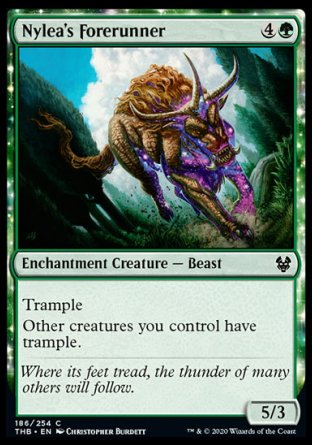 Nylea's Forerunner 4
Enchantment Creature — Beast
Trample
Other creatures you control have
trample.
Where its feet tread, the thunder of many
others will follow.
5/3
186/254 C
THB • EN Christopher Burdett
™ & © 2020 Wizards of the Coast